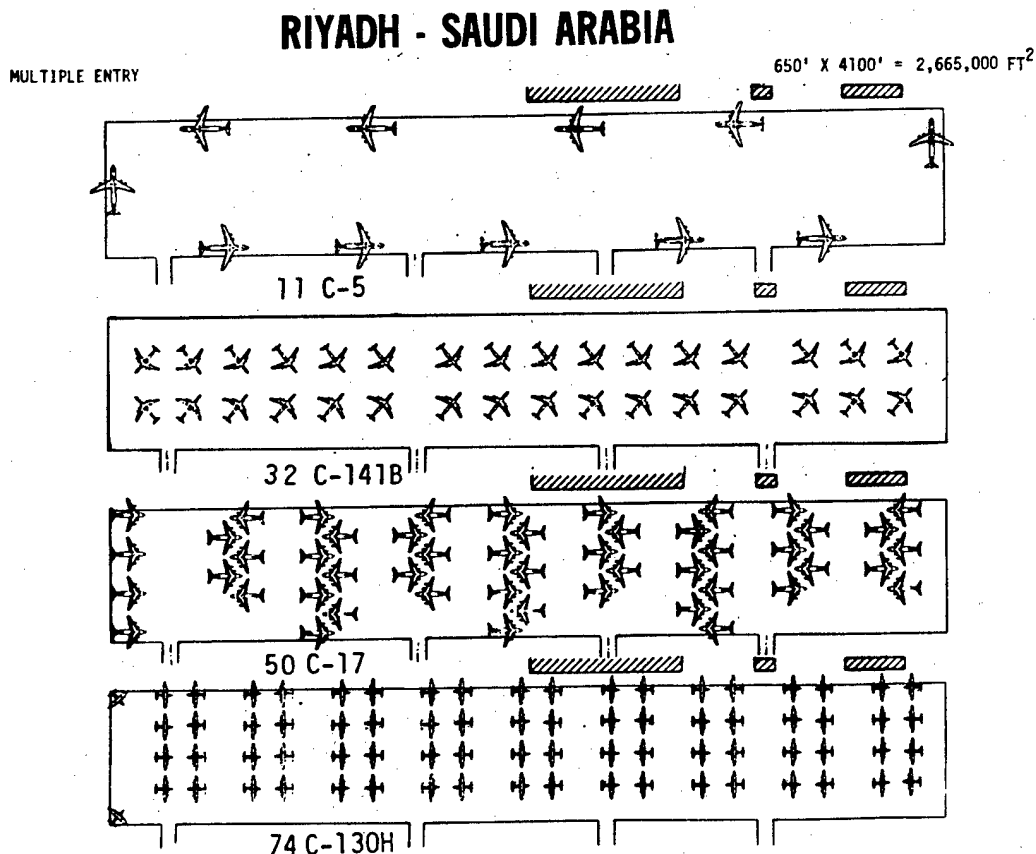 RIYADH - SAUDI ARABIA
MULTIPLE ENTRY
650' X 4100' = 2,665,000 FT²
11 C-5
32 C-141B
50 C-17
74 C-130H